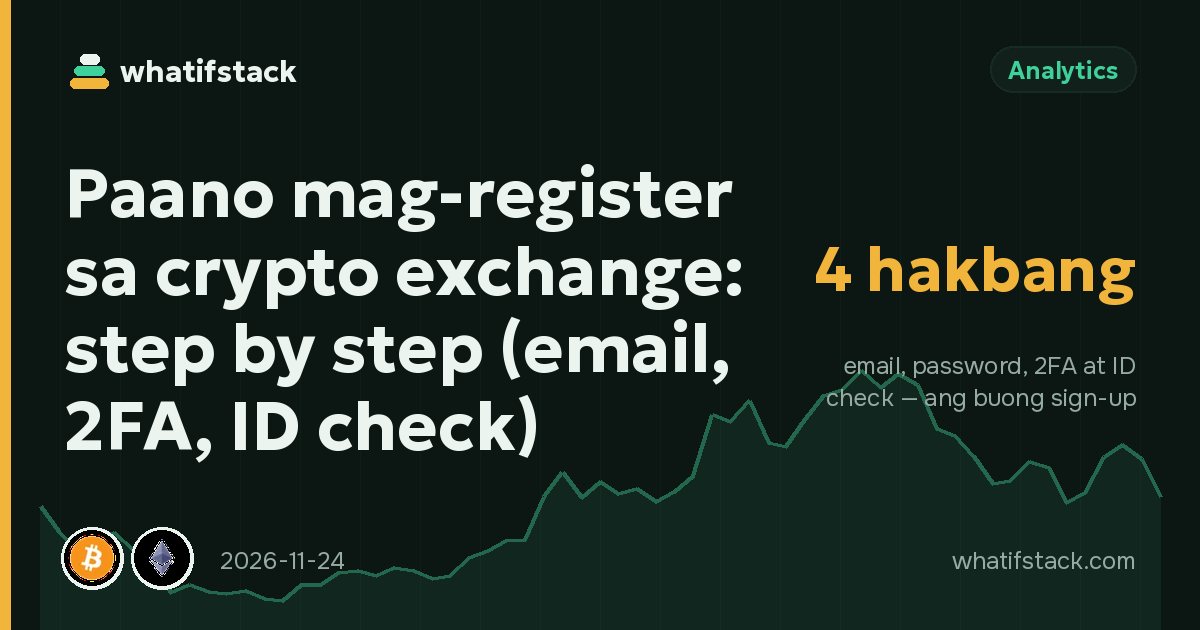 whatifstack
Analytics
Paano mag-register
sa crypto exchange:
step by step (email,
2FA, ID check)
4 hakbang
email, password, 2FA at ID
check — ang buong sign-up
2026-11-24
whatifstack.com